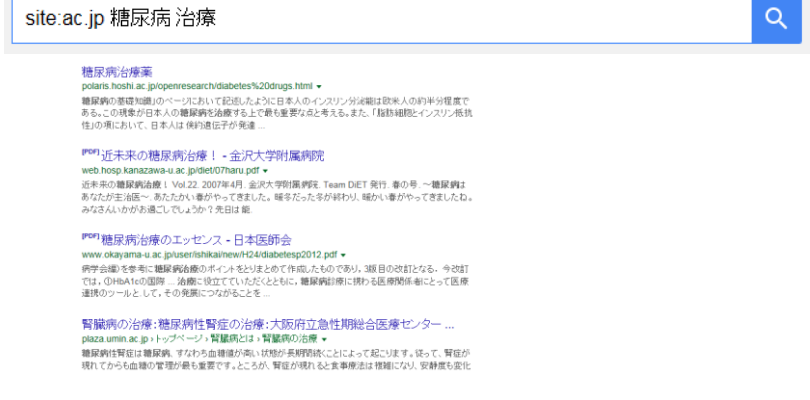 site:ac.jp 糖尿病 治療
糖尿病治療薬
polaris.hoshi.ac.jp/openresearch/diabetes%20drugs.html
糖尿病の基礎知識」のページにおいて記述したように日本人のインスリン分泌能は欧米人の約半分程度で
ある。この現象が日本人の糖尿病を治療する上で最も重要な点と考える。また、「脂肪細胞とインスリン抵抗
性」の項において、日本人は倹約遺伝子が発達 ...
[PDF] 近未来の糖尿病治療！ - 金沢大学附属病院
web.hosp.kanazawa-u.ac.jp/diet/07haru.pdf
近未来の糖尿病治療！ Vol.22. 2007年4月. 金沢大学附属病院. Team DiET 発行. 春の号. ～糖尿病は
あなたが主治医～. あたたかい春がやってきました。暖冬だった冬が終わり、暖かい春がやってきましたね。
みなさんいかがお過ごしでしょうか？先日は 能.
[PDF] 糖尿病治療のエッセンス - 日本医師会
www.okayama-u.ac.jp/user/ishikai/new/H24/diabetesp2012.pdf
病学会編）を参考に糖尿病治療のポイントをとりまとめて作成したものであり，3版目の改訂となる．今改訂
では，①HbA1cの国際 ... 治療に役立てていただくとともに，糖尿病診療に携わる医療関係者にとって医療
連携のツールと して，その発展につながることを ...
腎臓病の治療：糖尿病性腎症の治療：大阪府立急性期総合医療センター ...
plaza.umin.ac.jp › トップページ › 腎臓病とは › 腎臓病の治療
糖尿病性腎症は糖尿病、すなわち血糖値が高い状態が長期間続くことによって起こります。従って、腎症が
現れてからも血糖の管理が最も重要です。ところが、腎症が現れると食事療法は複雑になり、安静度も変化